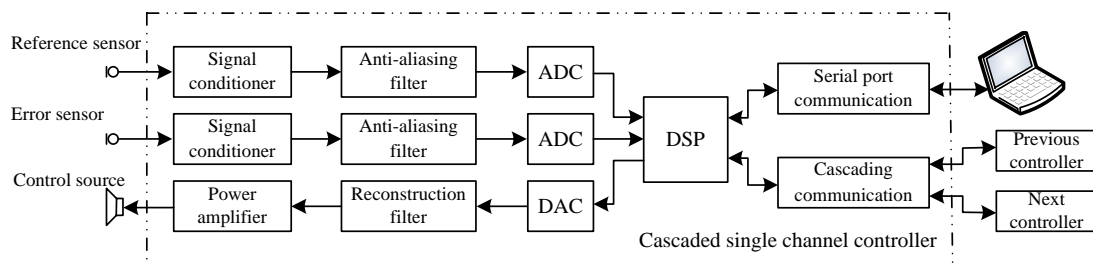 Reference sensor
Signal
conditioner
Anti-aliasing
filter
ADC
Serial port
communication
Error sensor
Signal
conditioner
Anti-aliasing
filter
ADC
DSP
Previous
controller
Control source
Power
amplifier
Reconstruction
filter
DAC
Cascading
communication
Next
controller
Cascaded single channel controller